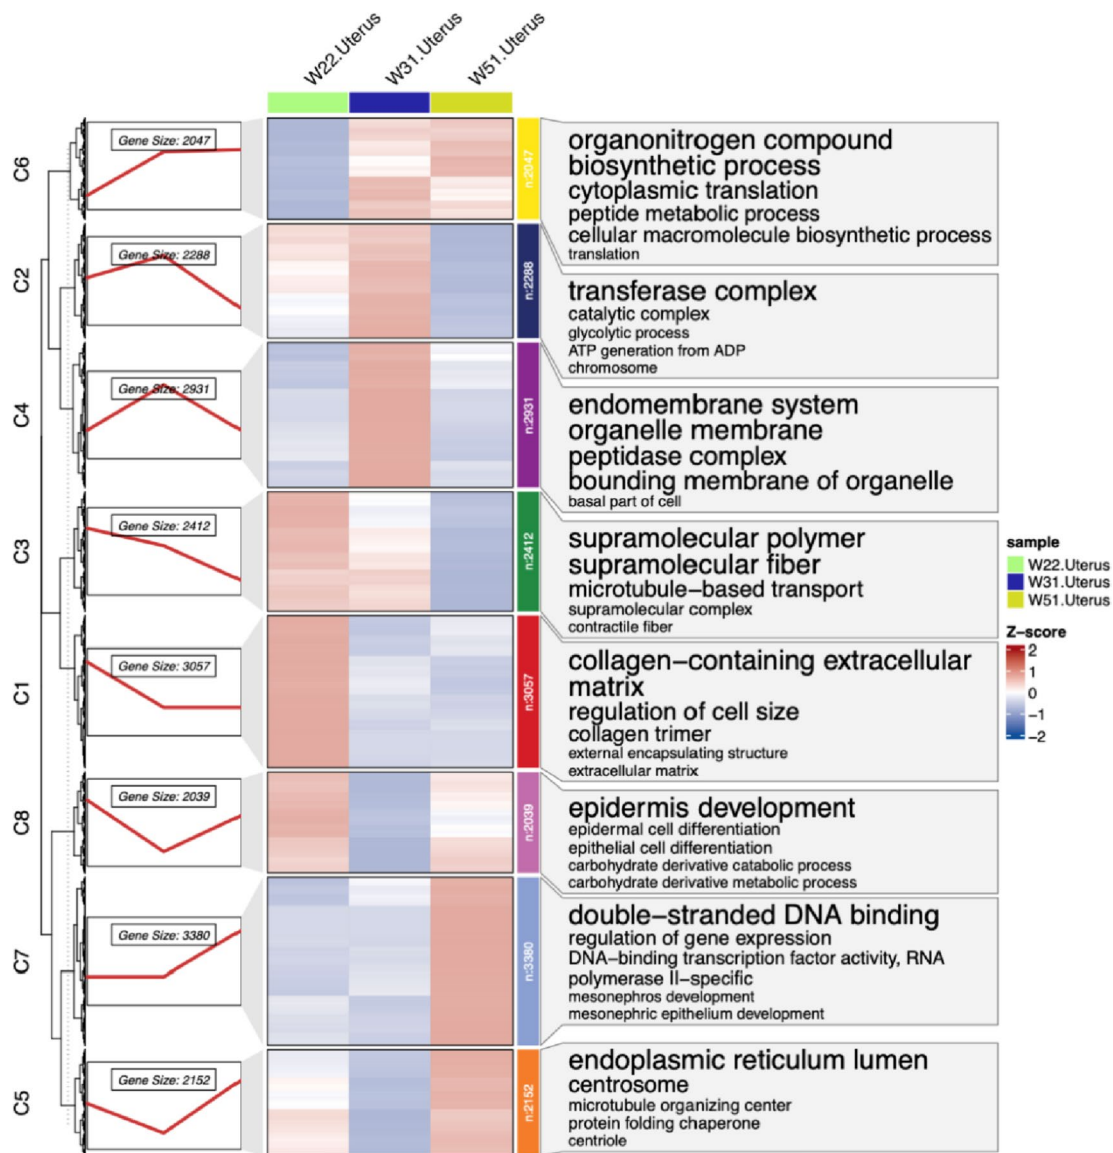 W22.Uterus
W31.Uterus
W51.Uterus
C6
Gene Size: 2047
n:2047
organonitrogen compound
biosynthetic process
cytoplasmic translation
peptide metabolic process
cellular macromolecule biosynthetic process
translation
C2
Gene Size: 2288
n:2288
transferase complex
catalytic complex
glycolytic process
ATP generation from ADP
chromosome
C4
Gene Size: 2931
n:2931
endomembrane system
organelle membrane
peptidase complex
bounding membrane of organelle
basal part of cell
C3
Gene Size: 2412
n:2412
supramolecular polymer
supramolecular fiber
microtubule−based transport
supramolecular complex
contractile fiber
C1
Gene Size: 3057
n:3057
collagen−containing extracellular
matrix
regulation of cell size
collagen trimer
external encapsulating structure
extracellular matrix
C8
Gene Size: 2039
n:2039
epidermis development
epidermal cell differentiation
epithelial cell differentiation
carbohydrate derivative catabolic process
carbohydrate derivative metabolic process
C7
Gene Size: 3380
n:3380
double−stranded DNA binding
regulation of gene expression
DNA−binding transcription factor activity, RNA
polymerase II−specific
mesonephros development
mesonephric epithelium development
C5
Gene Size: 2152
n:2152
endoplasmic reticulum lumen
centrosome
microtubule organizing center
protein folding chaperone
centriole
sample
W22.Uterus
W31.Uterus
W51.Uterus
Z−score
2
1
0
−1
−2